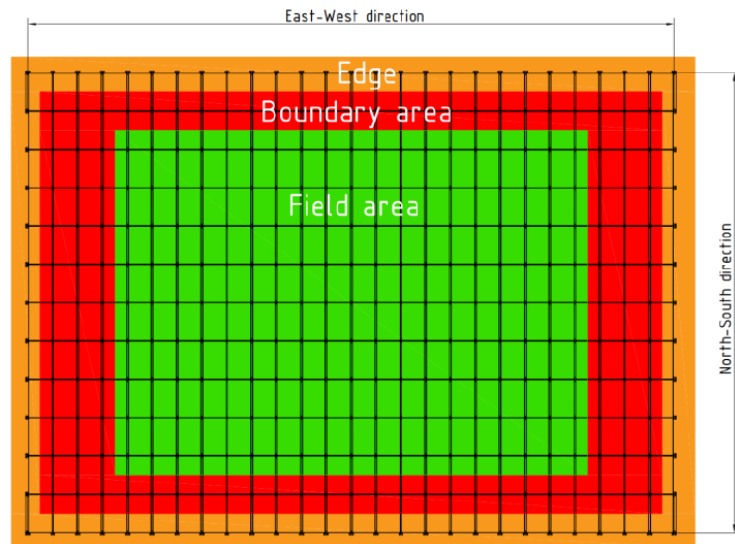 East-West direction
Edge
Boundary area
Field area
North-South direction